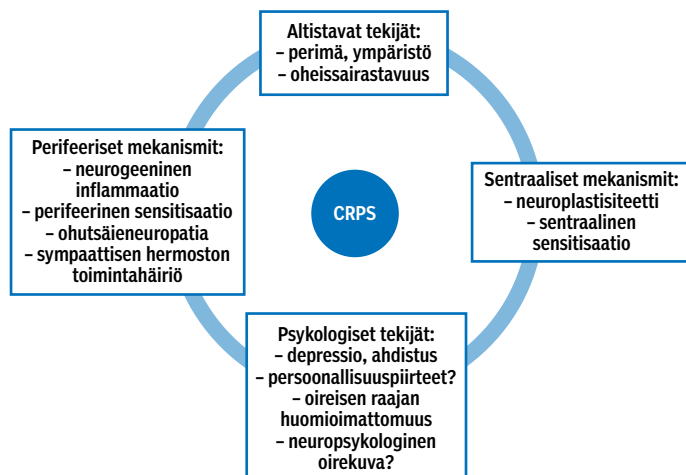 Altistavat tekijät:
– perimä, ympäristö
– oheissairastavuus
Perifeeriset mekanismit:
– neurogeeninen
inflammaatio
– perifeerinen sensitisaatio
– ohutsäieneuropatia
– sympaattisen hermoston
toimintahäiriö
CRPS
Sentraaliset mekanismit:
– neuroplastisiteetti
– sentraalinen
sensitisaatio
Psykologiset tekijät:
– depressio, ahdistus
– persoonallisuuspiirteet?
– oireisen raajan
huomioimattomuus
– neuropsykologinen
oirekuva?